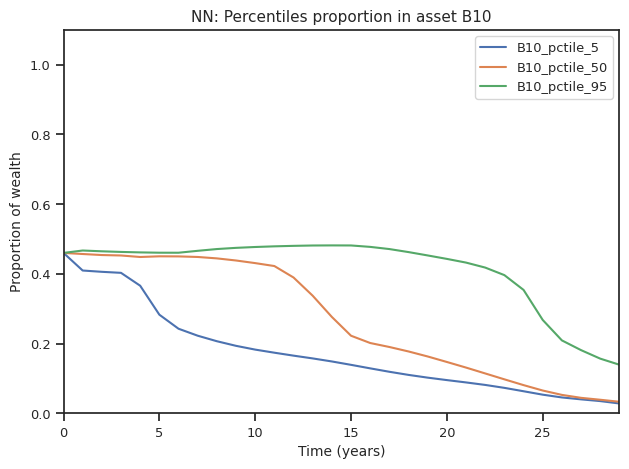 NN: Percentiles proportion in asset B10
B10_pctile_5
B10_pctile_50
B10_pctile_95
Proportion of wealth
1.0
0.8
0.6
0.4
0.2
0.0
0 5 10 15 20 25
Time (years)